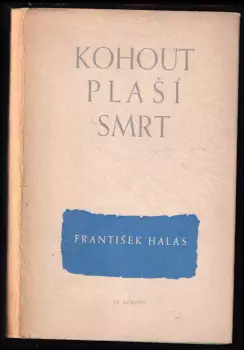 KOHOUT
PLAŠÍ
SMRT
FRANTIŠEK HALAS